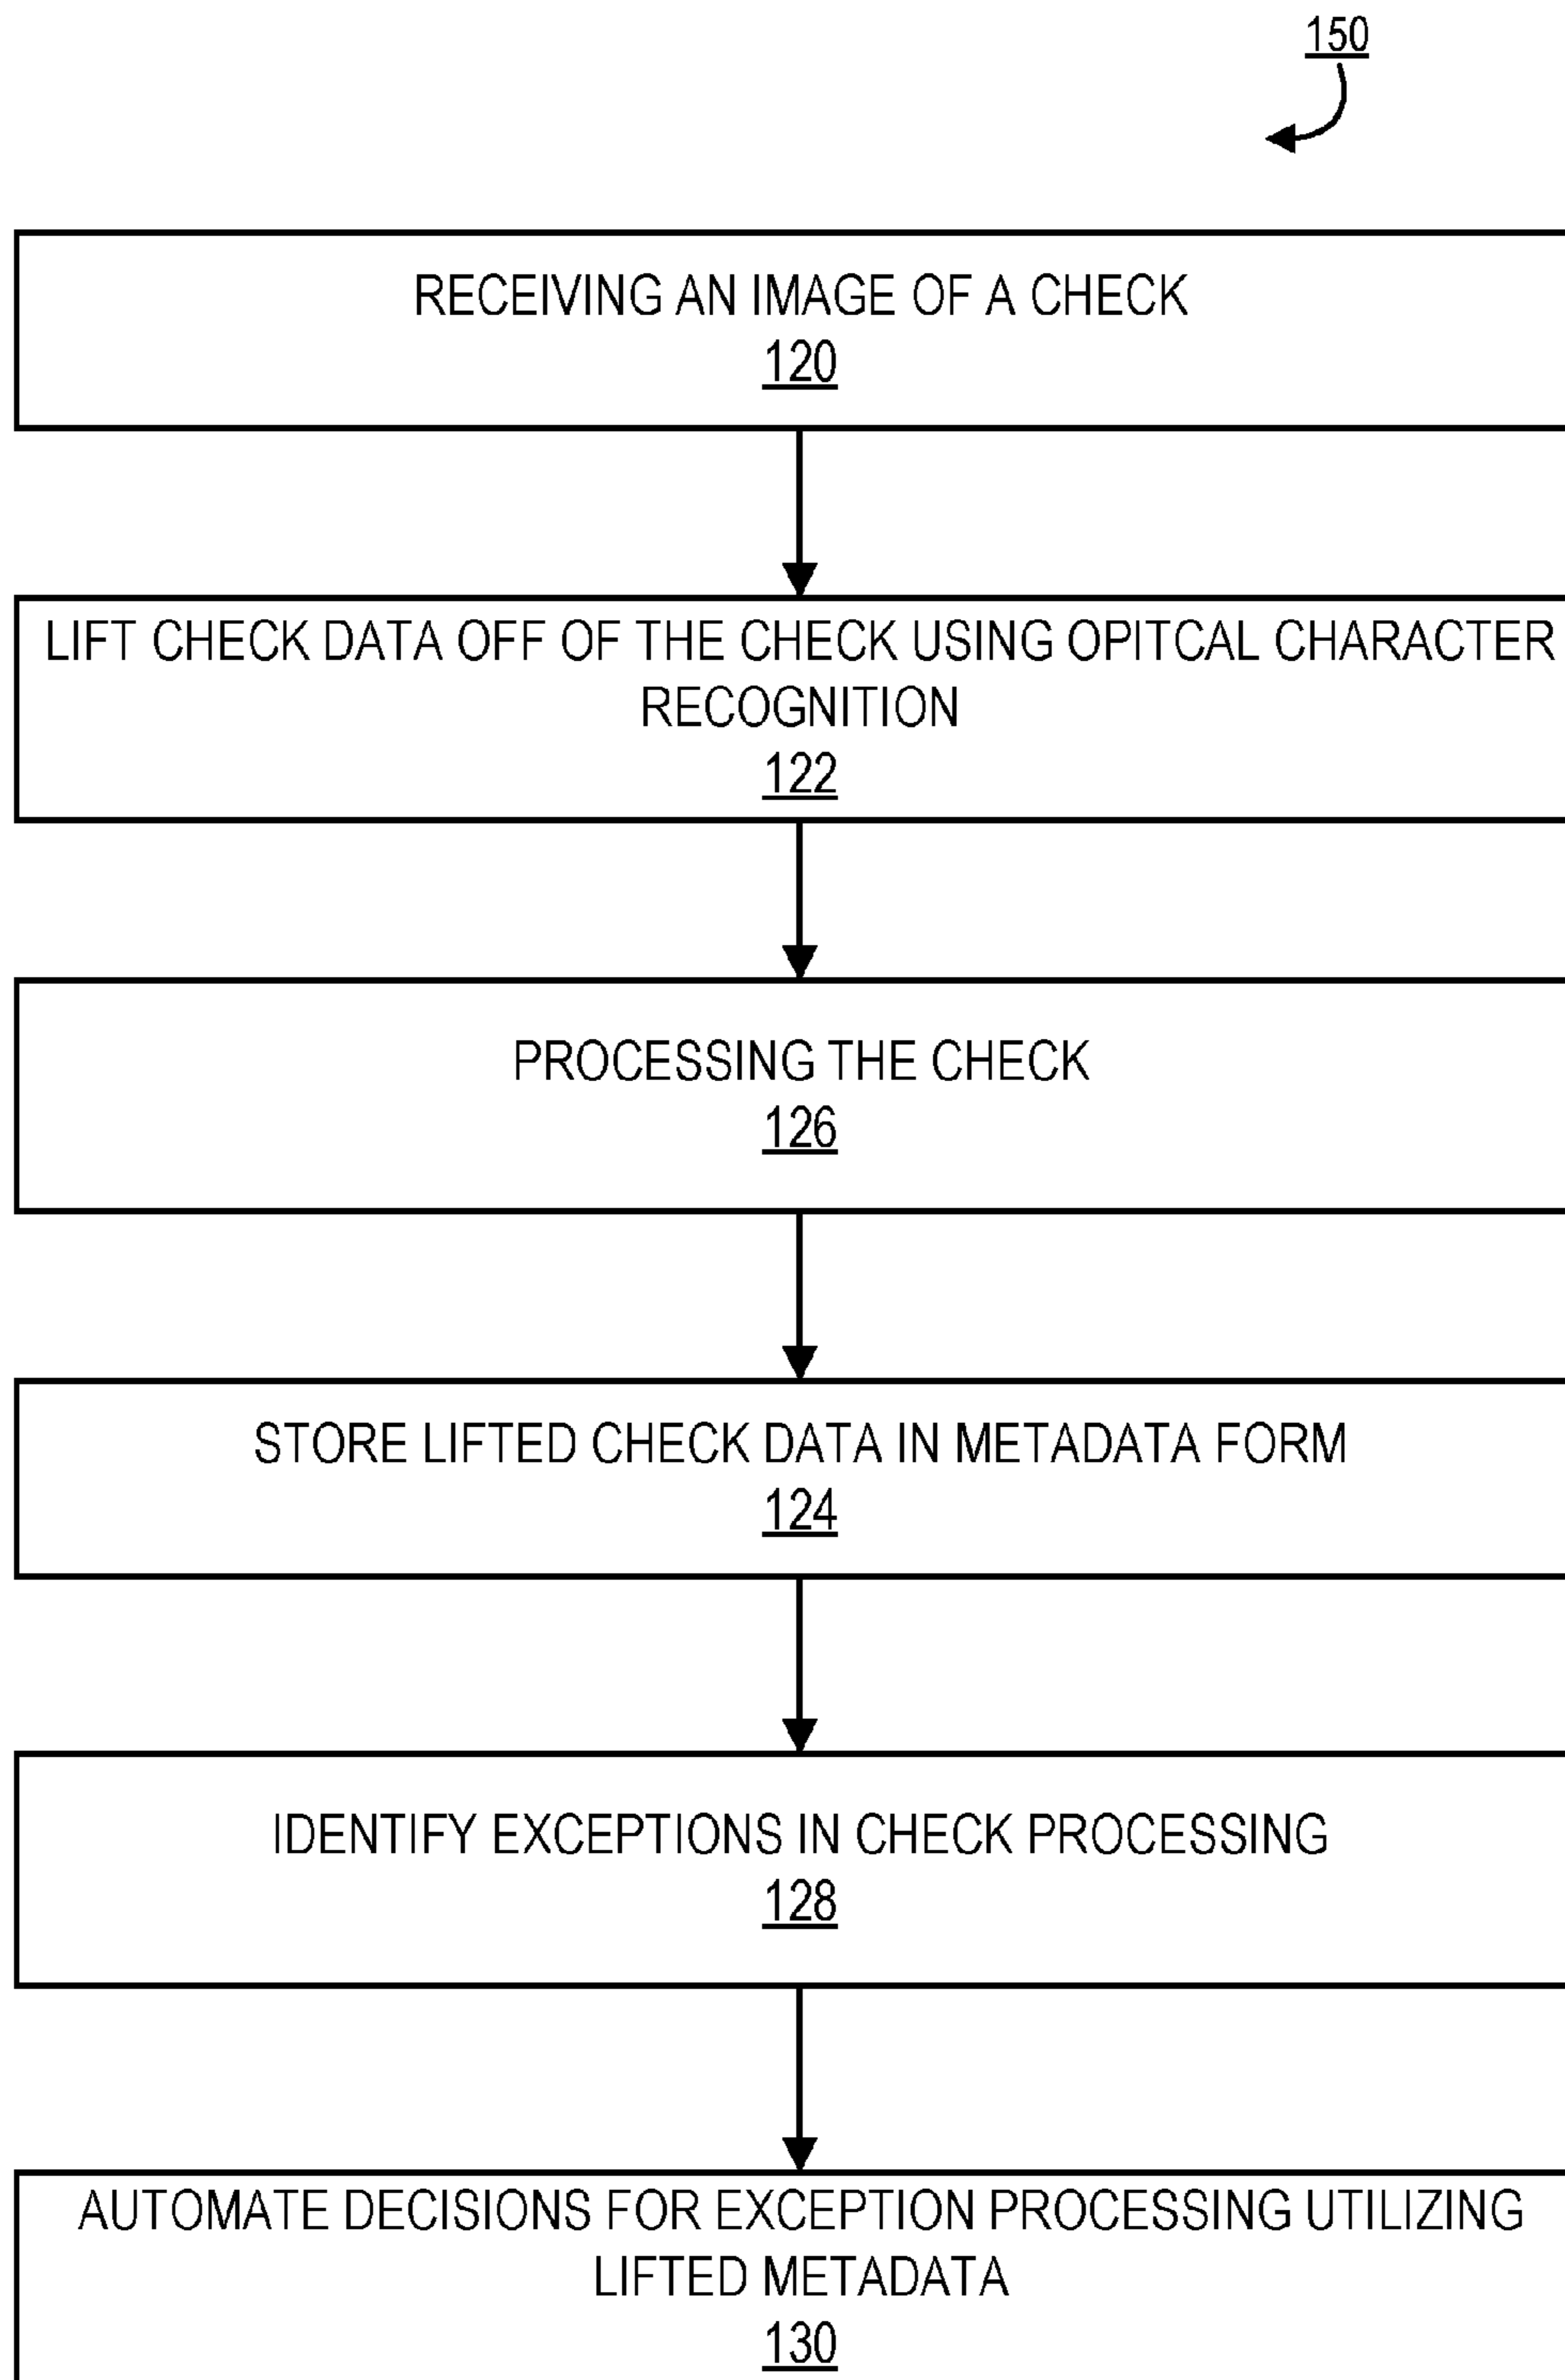 150
RECEIVING AN IMAGE OF A CHECK
120
LIFT CHECK DATA OFF OF THE CHECK USING OPITCAL CHARACTER
RECOGNITION
122
PROCESSING THE CHECK
126
STORE LIFTED CHECK DATA IN METADATA FORM
124
IDENTIFY EXCEPTIONS IN CHECK PROCESSING
128
AUTOMATE DECISIONS FOR EXCEPTION PROCESSING UTILIZING
LIFTED METADATA
130